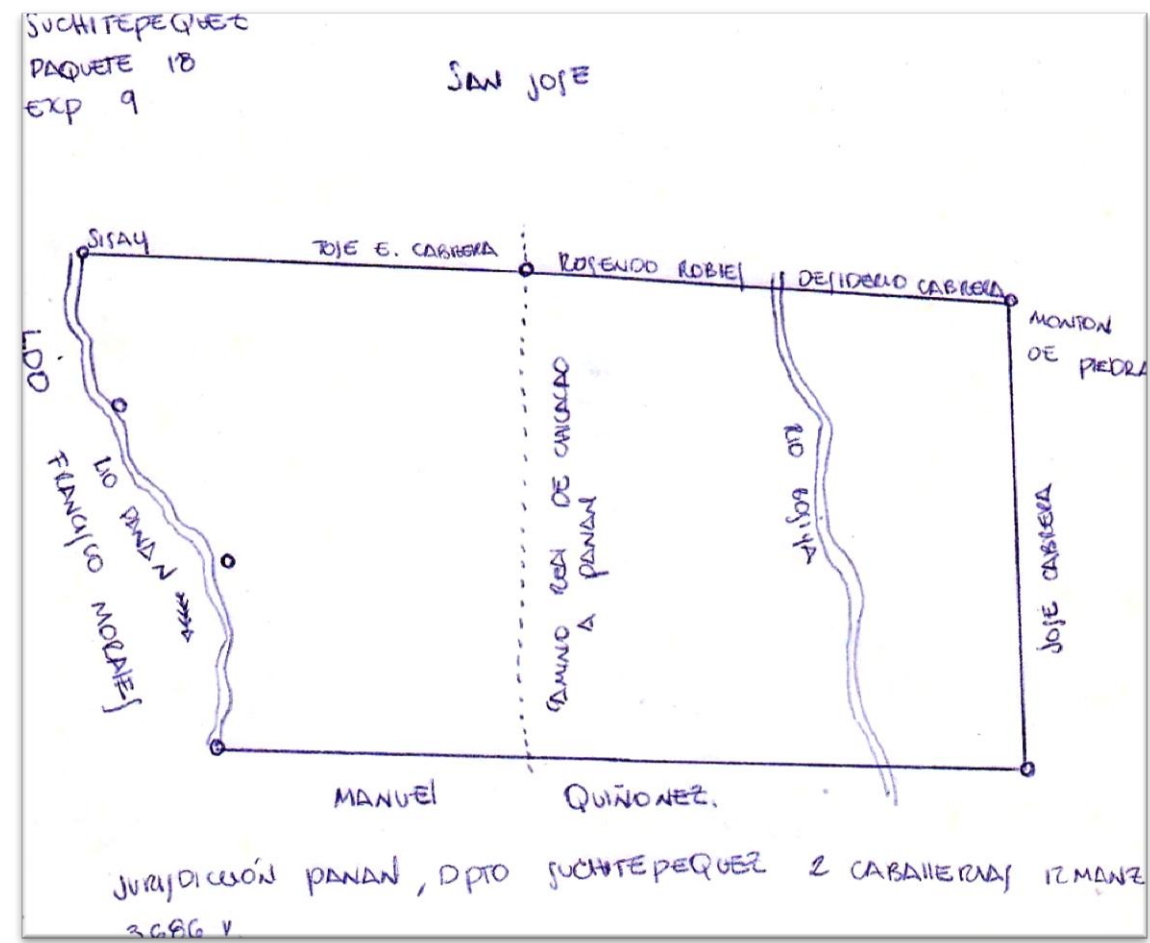 SUCHITEPEQUEZ
PAQUETE 18
EXP 9
SAN JOSE
SISAY
JOSE E. CABRERA
ROSENDO ROBLES
DESIDERIO CABRERA
MONTON
DE PIEDRA
LDO
FRANCISCO MORALES
RIO PANAN
CAMINO REAL DE CHICACAO
A PANAN
RIO
JOSE CABRERA
MANUEL QUIÑONEZ.
JURISDICCIÓN PANAN, DPTO SUCHITEPEQUEZ 2 CABALLERIAS 12 MANZ
3686 V